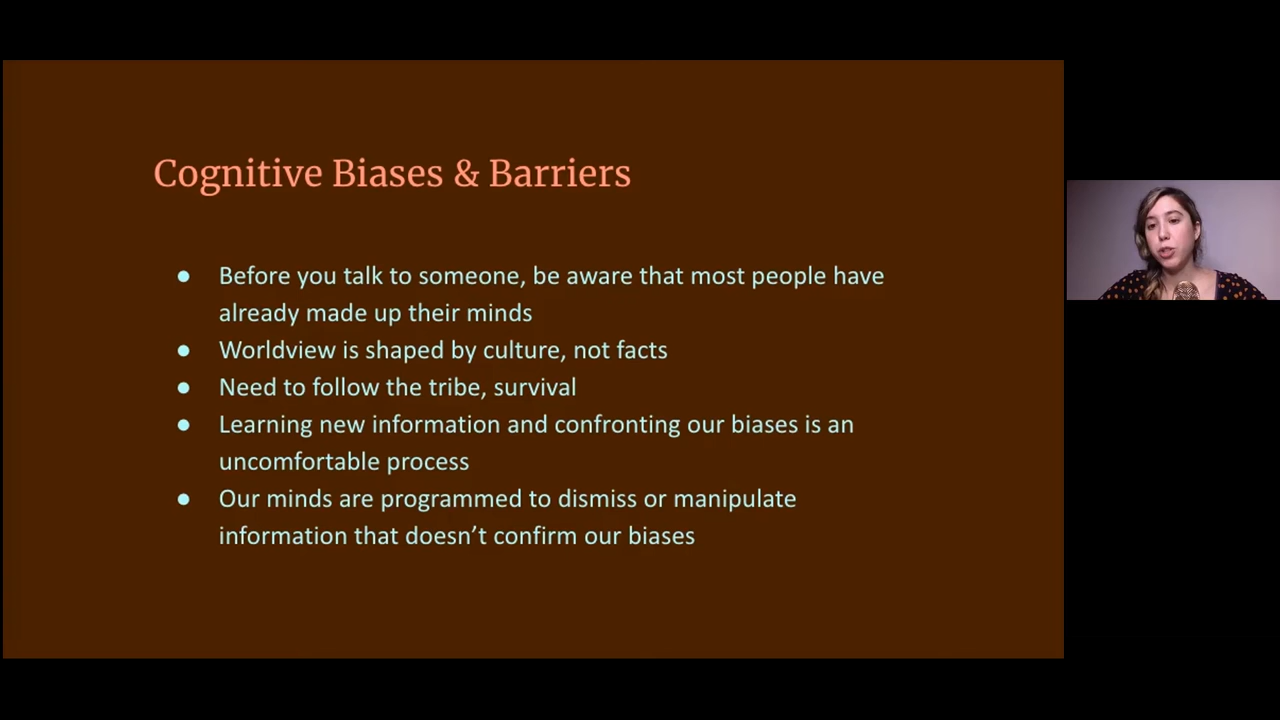 Cognitive Biases & Barriers
● Before you talk to someone, be aware that most people have
already made up their minds
● Worldview is shaped by culture, not facts
● Need to follow the tribe, survival
● Learning new information and confronting our biases is an
uncomfortable process
● Our minds are programmed to dismiss or manipulate
information that doesn’t confirm our biases